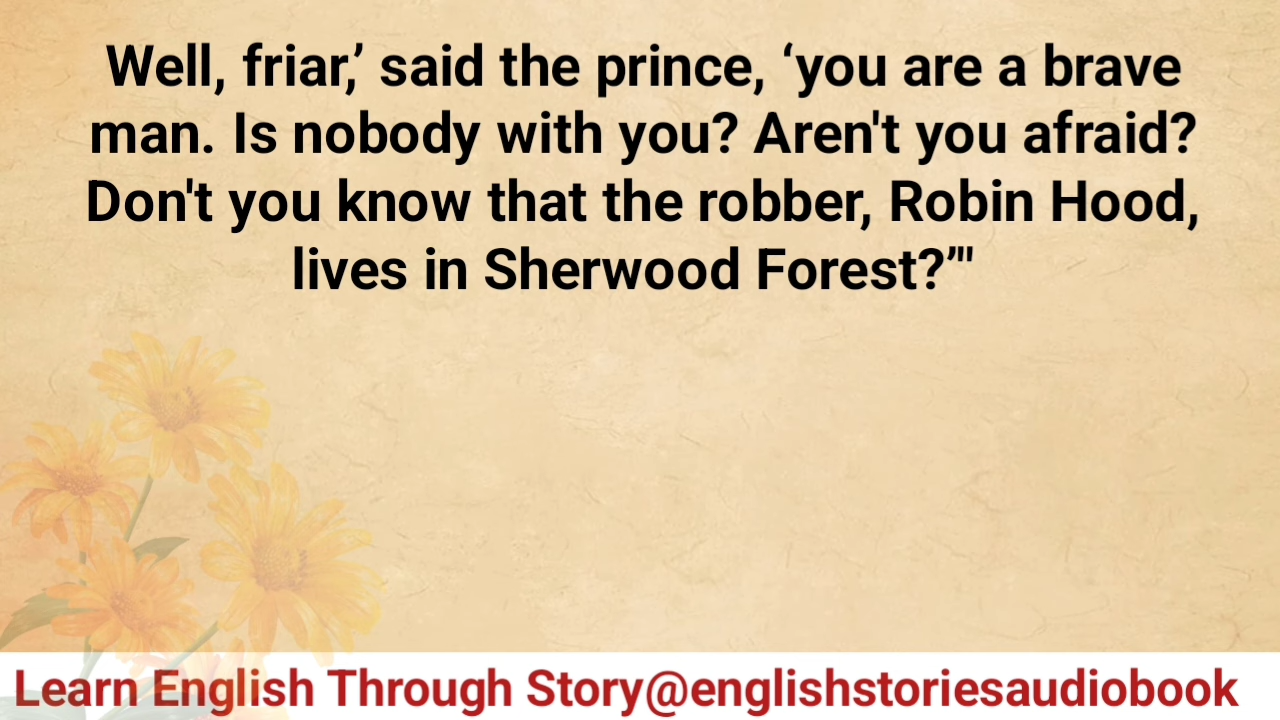 Well, friar,’ said the prince, ‘you are a brave
man. Is nobody with you? Aren't you afraid?
Don't you know that the robber, Robin Hood,
lives in Sherwood Forest?’"
Learn English Through Story@englishstoriesaudiobook